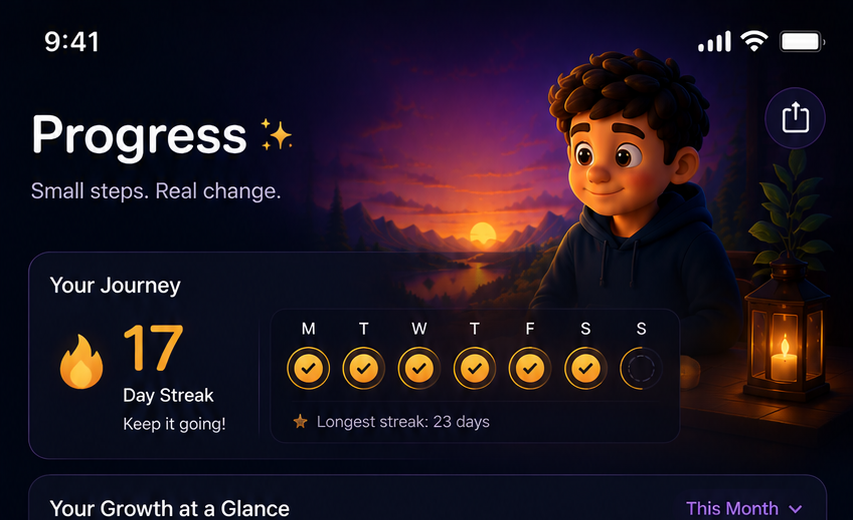 9:41
Progress
Small steps. Real change.
Your Journey
17
Day Streak
Keep it going!
M T W T F S S
Longest streak: 23 days
Your Growth at a Glance
This Month